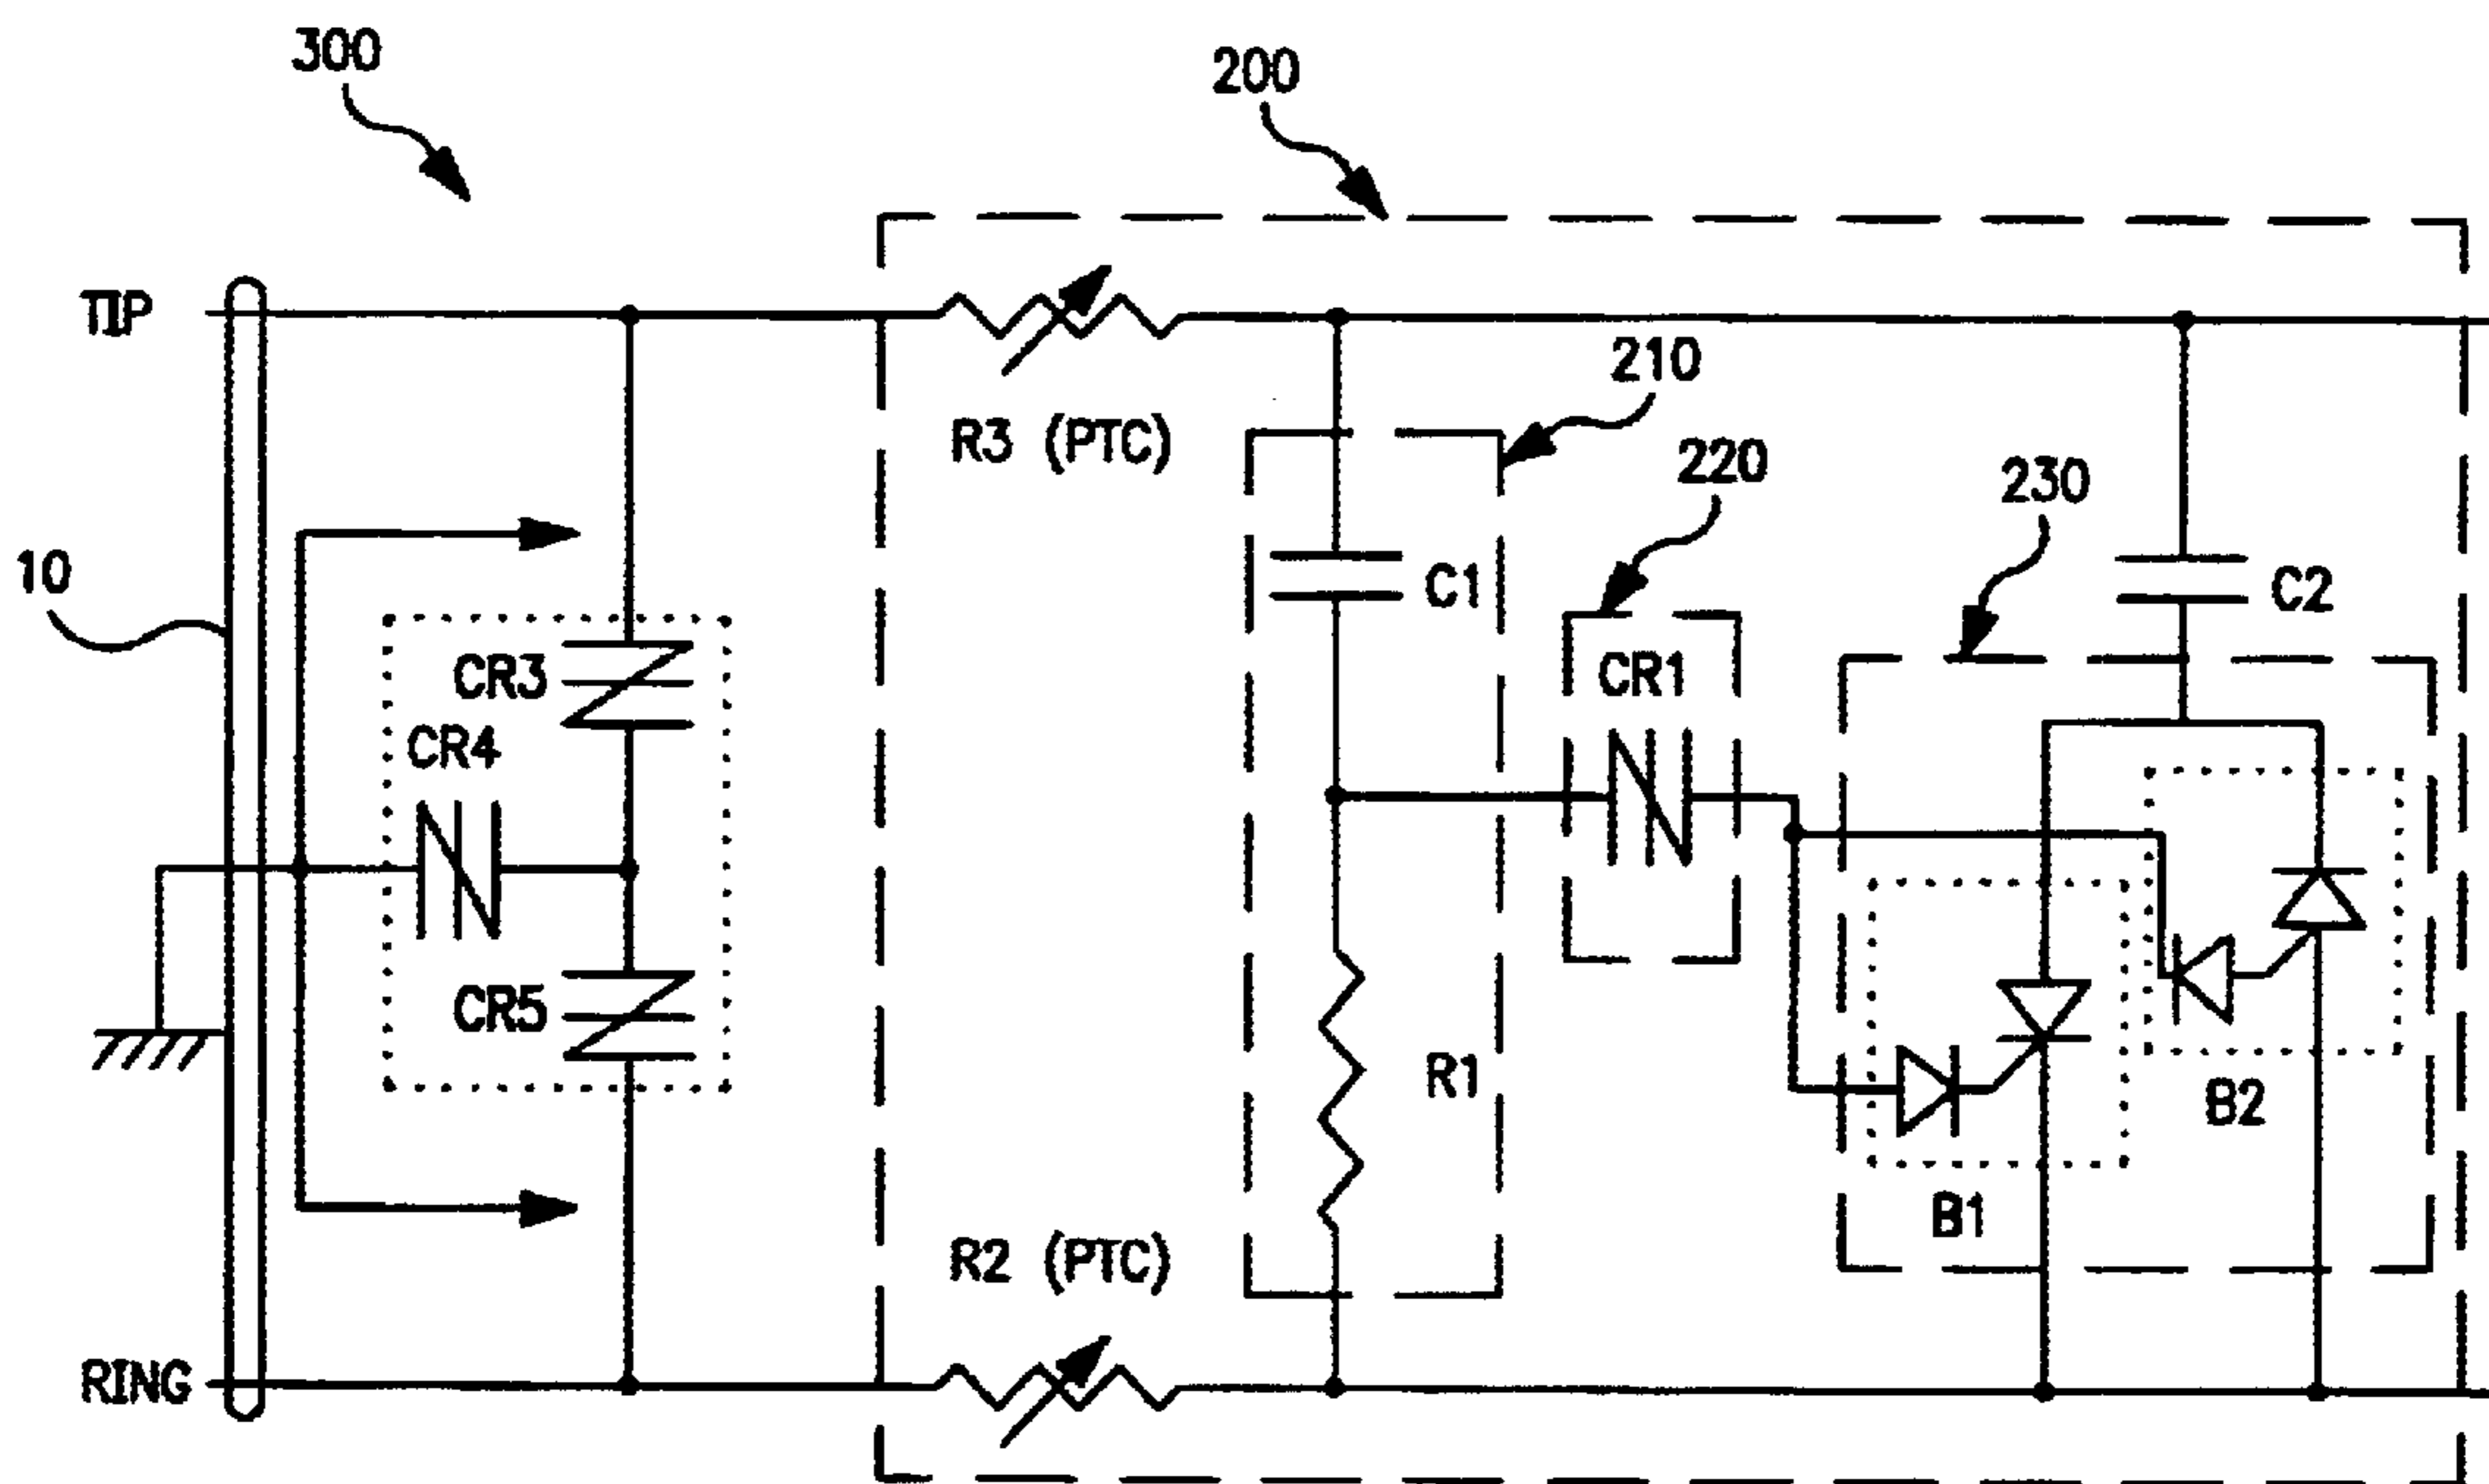 300
200
TIP
210
R3 (PTC)
220
230
10
C1
C2
CR3
CR1
CR4
CR5
R1
B2
B1
R2 (PTC)
RING